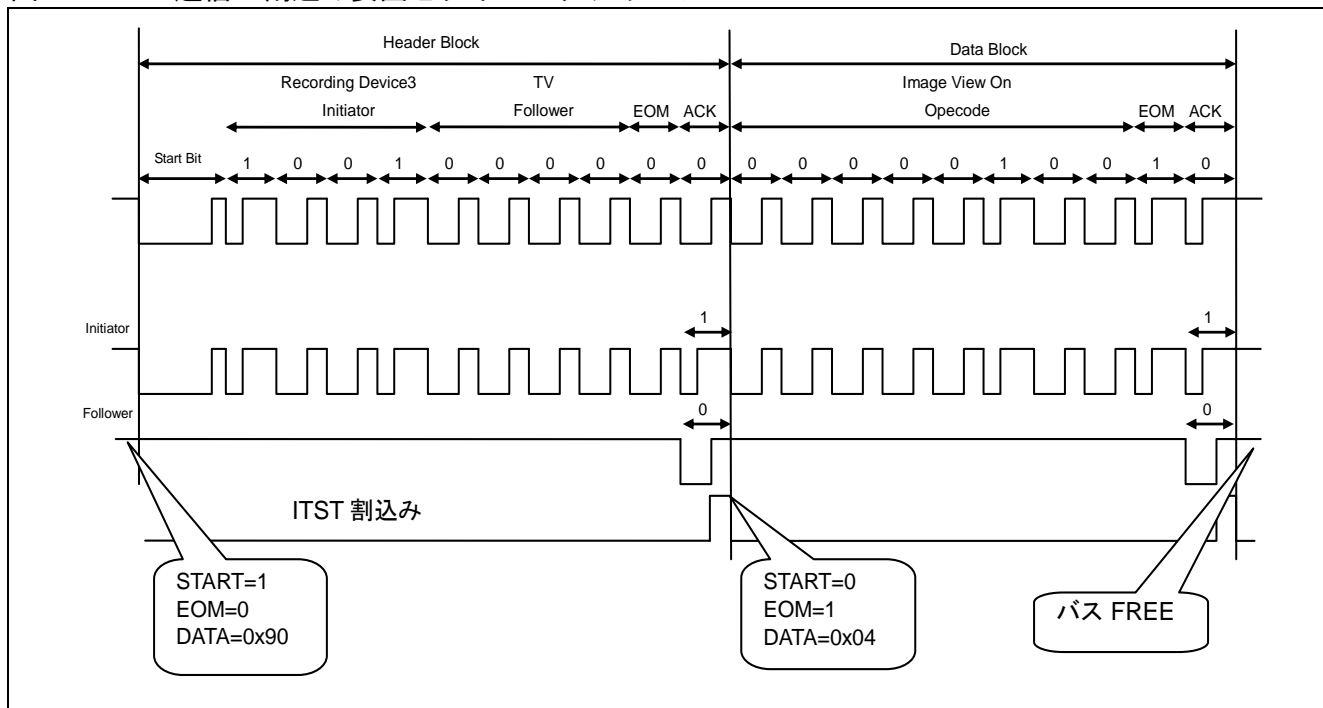 Header Block Data Block
Recording Device3 TV Image View On
Initiator Follower EOM ACK Opecode EOM ACK
Start Bit 1 0 0 1 0 0 0 0 0 0 0 0 0 0 0 1 0 0 1 0
1 1
Initiator
0 0
Follower
ITST 割込み
START=1
EOM=0
DATA=0x90
START=0
EOM=1
DATA=0x04
バス FREE